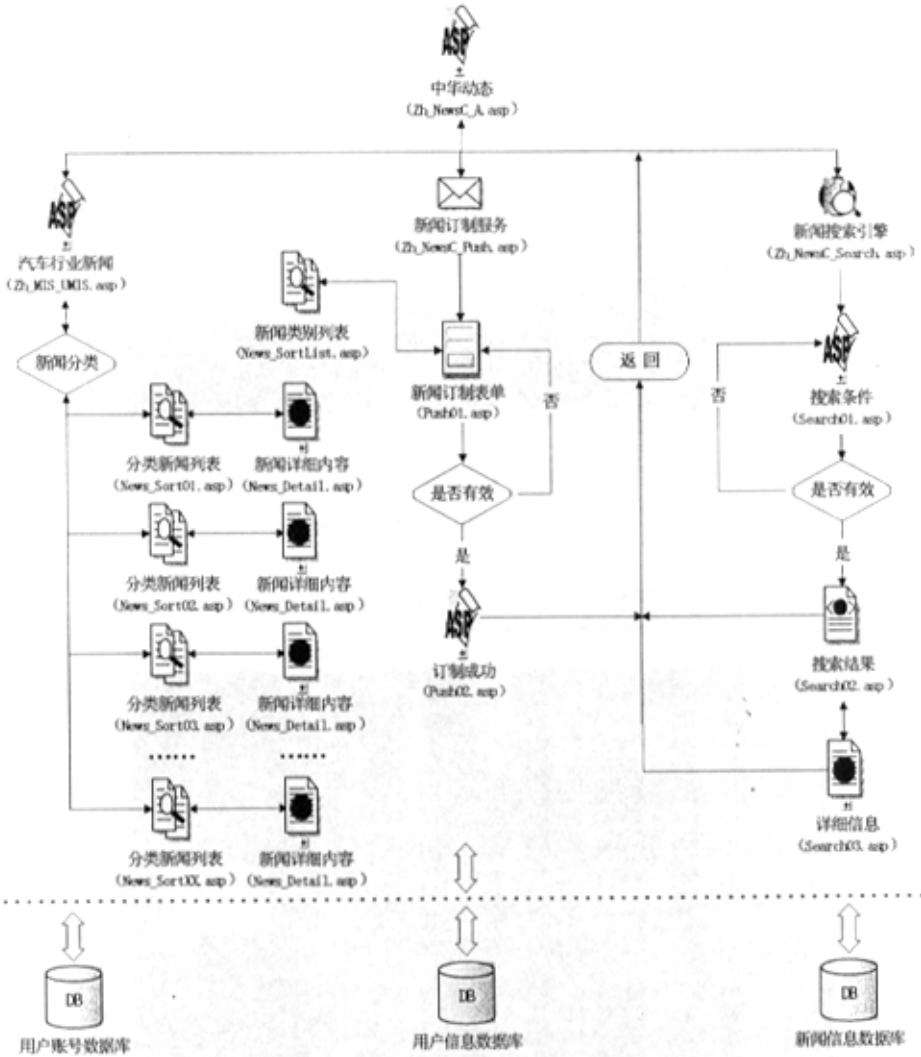 ASP
中华动态
(Zh_NewsC_A.asp)
ASP
汽车行业新闻
(Zh_MIS_UMIS.asp)
新闻分类
新闻订制服务
(Zh_NewsC_Push.asp)
新闻搜索引擎
(Zh_NewsC_Search.asp)
新闻类别列表
(News_SortList.asp)
新闻订制表单
(Push01.asp)
否
返回
ASP
否
搜索条件
(Search01.asp)
分类新闻列表
(News_Sort01.asp)
新闻详细内容
(News_Detail.asp)
是否有效
是否有效
是
是
分类新闻列表
(News_Sort02.asp)
新闻详细内容
(News_Detail.asp)
ASP
订制成功
(Push02.asp)
搜索结果
(Search02.asp)
分类新闻列表
(News_Sort03.asp)
新闻详细内容
(News_Detail.asp)
……
……
分类新闻列表
(News_SortXX.asp)
新闻详细内容
(News_Detail.asp)
详细信息
(Search03.asp)
DB
用户账号数据库
DB
用户信息数据库
DB
新闻信息数据库